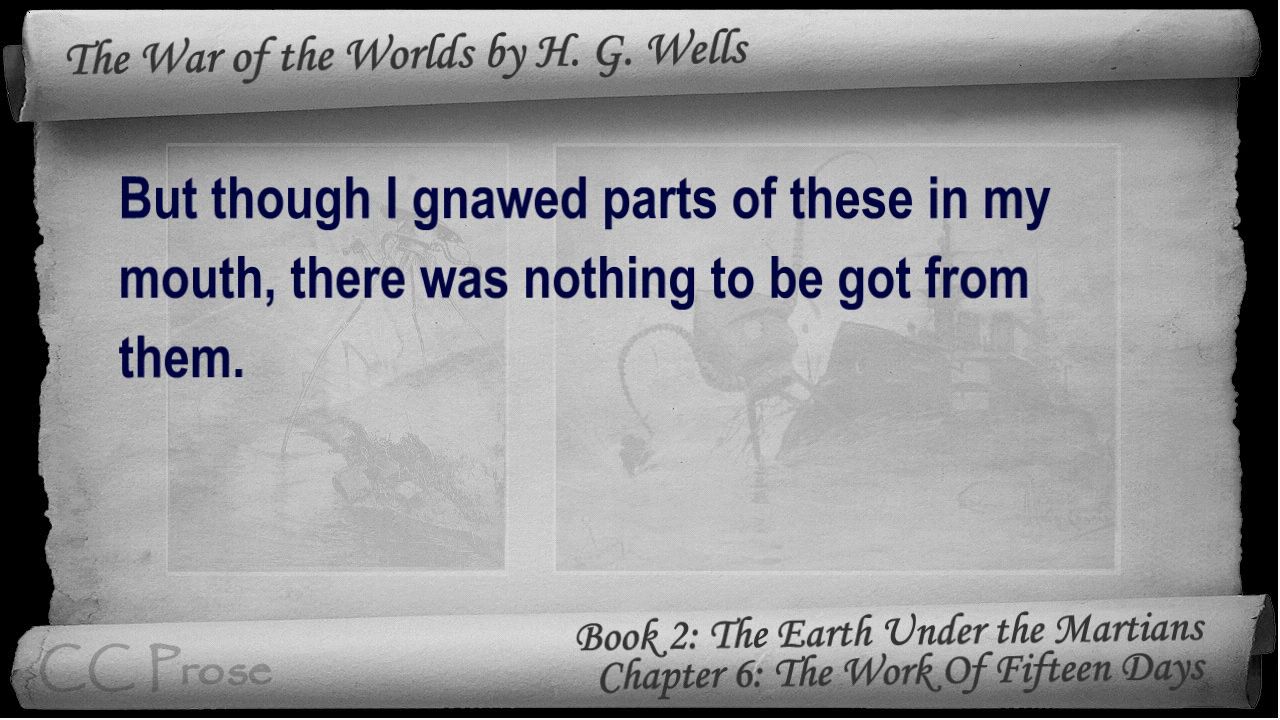 The War of the Worlds by H. G. Wells
But though I gnawed parts of these in my
mouth, there was nothing to be got from
them.
Book 2: The Earth Under the Martians
Chapter 6: The Work Of Fifteen Days
CC Prose